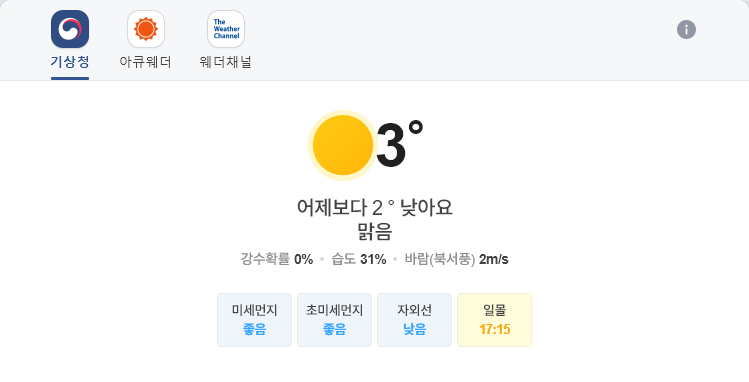 The
Weather
Channel
기상청 아큐웨더 웨더채널
i
3°
어제보다 2 ° 낮아요
맑음
강수확률 0% • 습도 31% • 바람(북서풍) 2m/s
미세먼지 초미세먼지 자외선 일몰
좋음 좋음 낮음 17:15